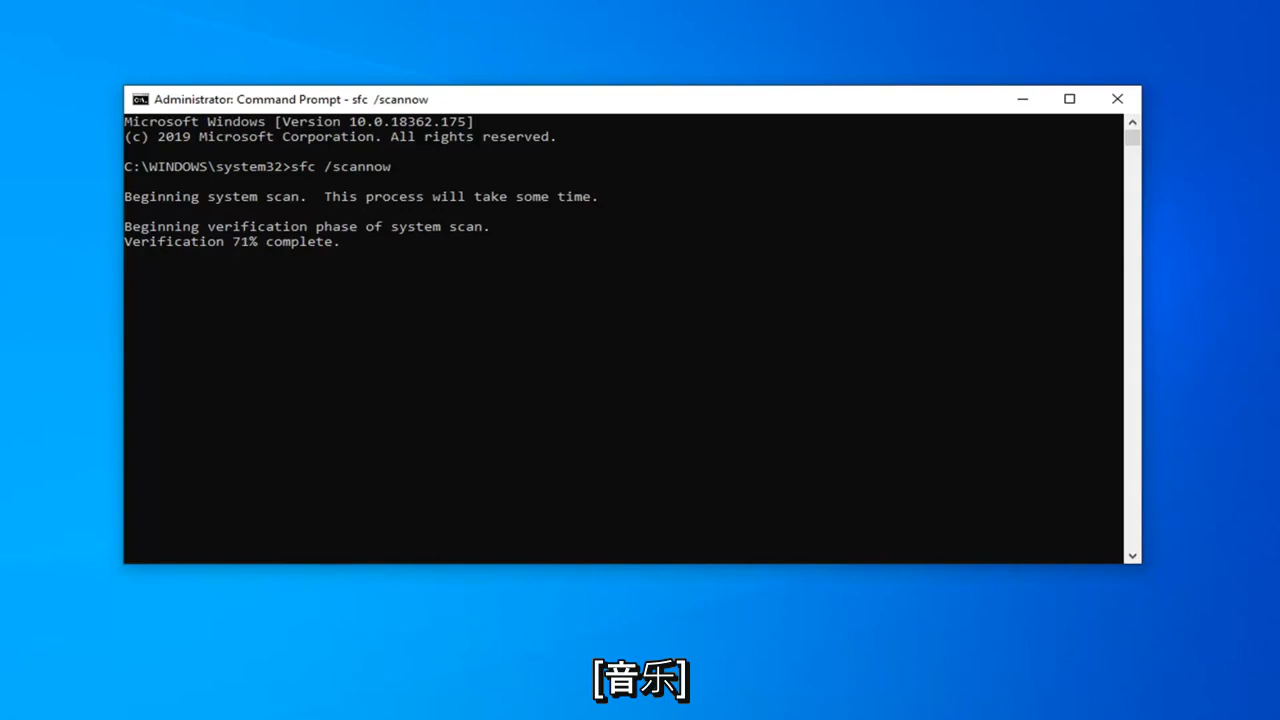 Administrator: Command Prompt - sfc  /scannow
Microsoft Windows [Version 10.0.18362.175]
(c) 2019 Microsoft Corporation. All rights reserved.
C:\WINDOWS\system32>sfc /scannow
Beginning system scan.  This process will take some time.
Beginning verification phase of system scan.
Verification 71% complete.
[音乐]